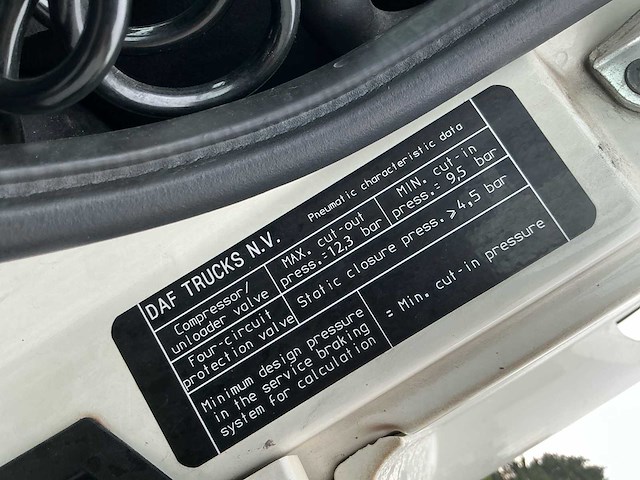 DAF TRUCKS N.V. Pneumatic characteristic data
Compressor/
unloader valve
MAX. cut-out
press.=12,3 bar
MIN. cut-in
press.= 9,5 bar
Four-circuit
protection valve
Static closure press. > 4,5 bar
Minimum design pressure
in the service braking
system for calculation
= Min. cut-in pressure